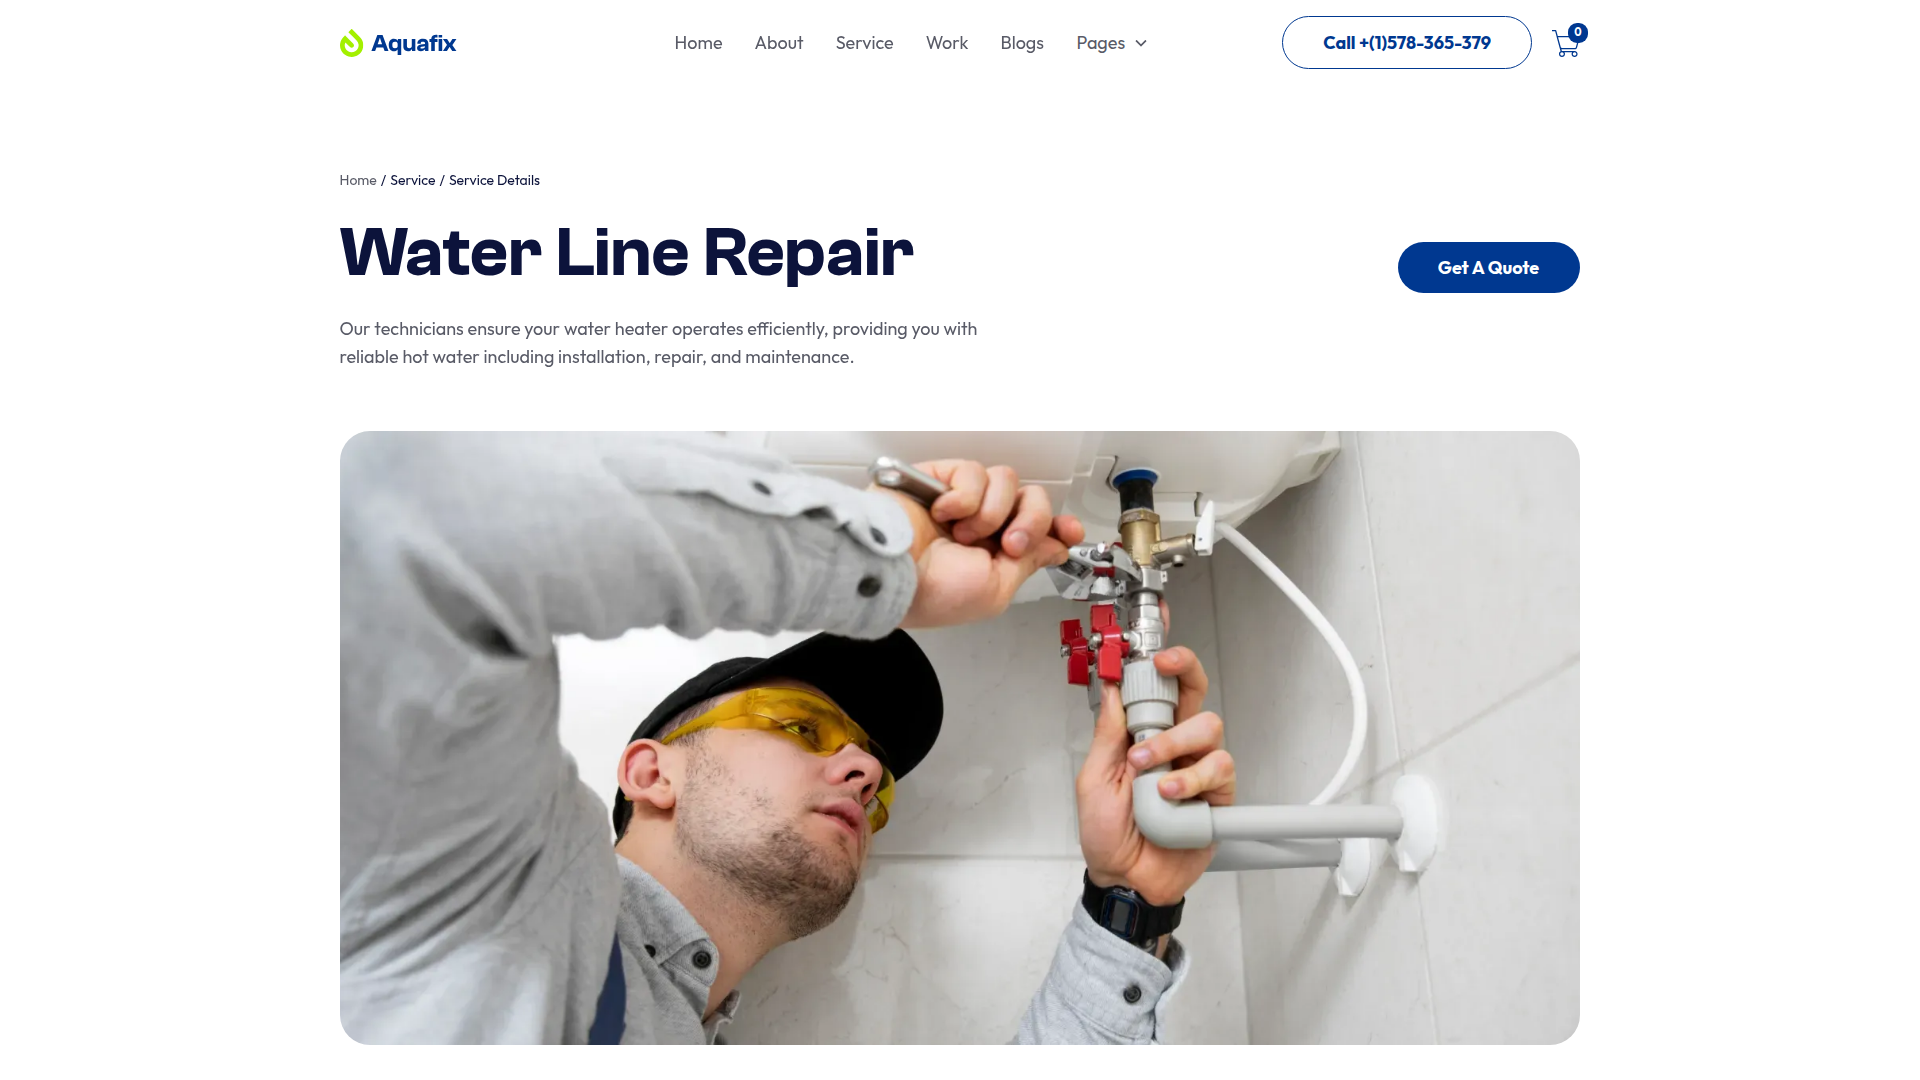 Aquafix
Home
About
Service
Work
Blogs
Pages
Call +(1)578-365-379
0
Home / Service / Service Details
Water Line Repair
Get A Quote
Our technicians ensure your water heater operates efficiently, providing you with
reliable hot water including installation, repair, and maintenance.